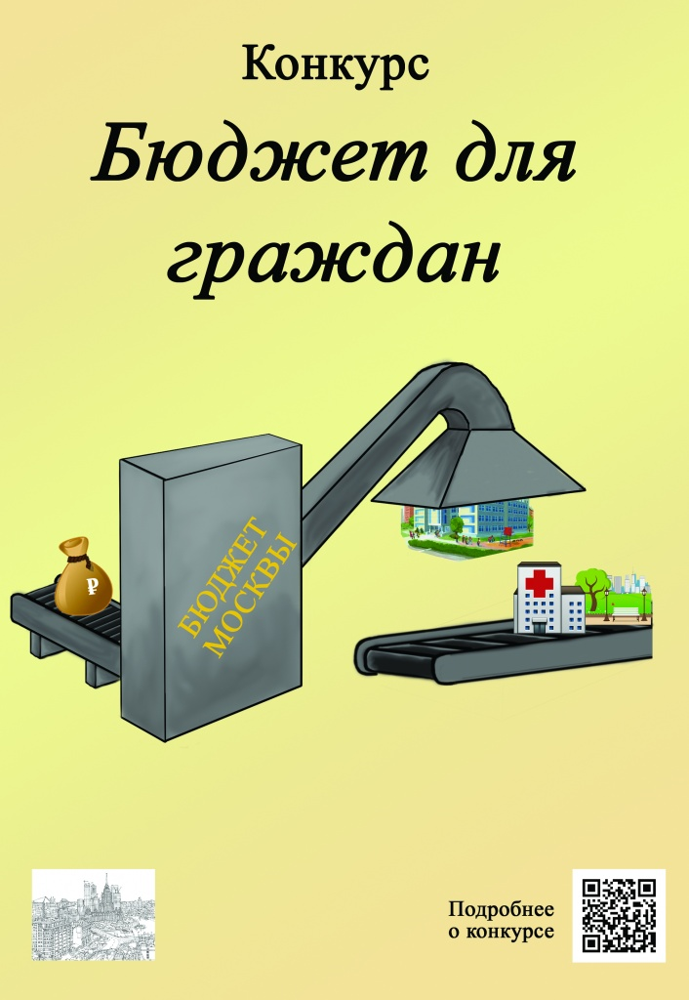 Конкурс
Бюджет для
граждан
₽
БЮДЖЕТ
МОСКВЫ
Подробнее
о конкурсе